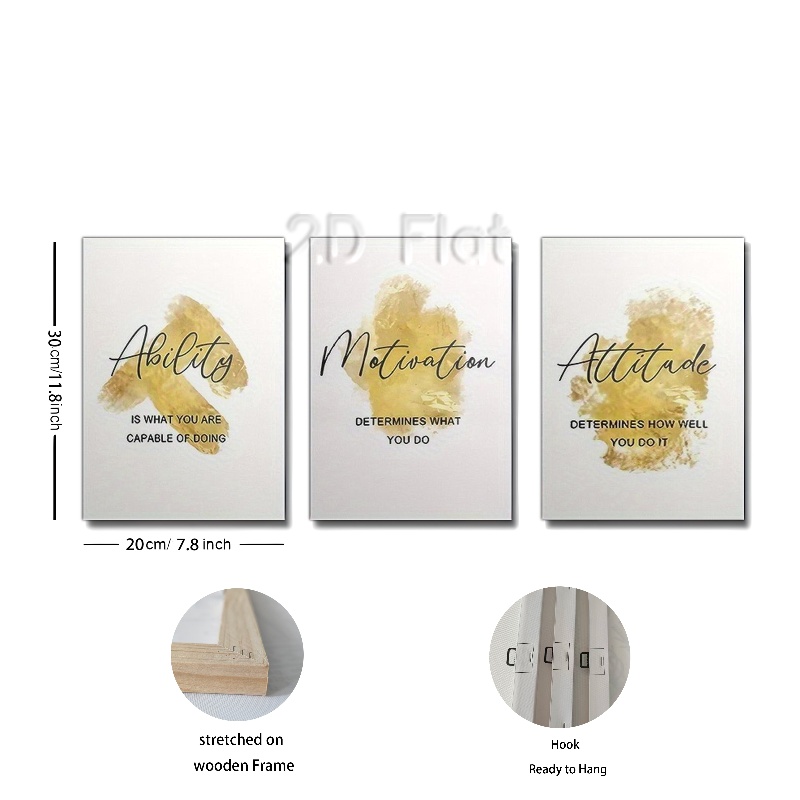 2D Flat
Ability
IS WHAT YOU ARE
CAPABLE OF DOING
Motivation
DETERMINES WHAT
YOU DO
Attitude
DETERMINES HOW WELL
YOU DO IT
30cm/11.8inch
20cm/ 7.8 inch
stretched on
wooden Frame
Hook
Ready to Hang